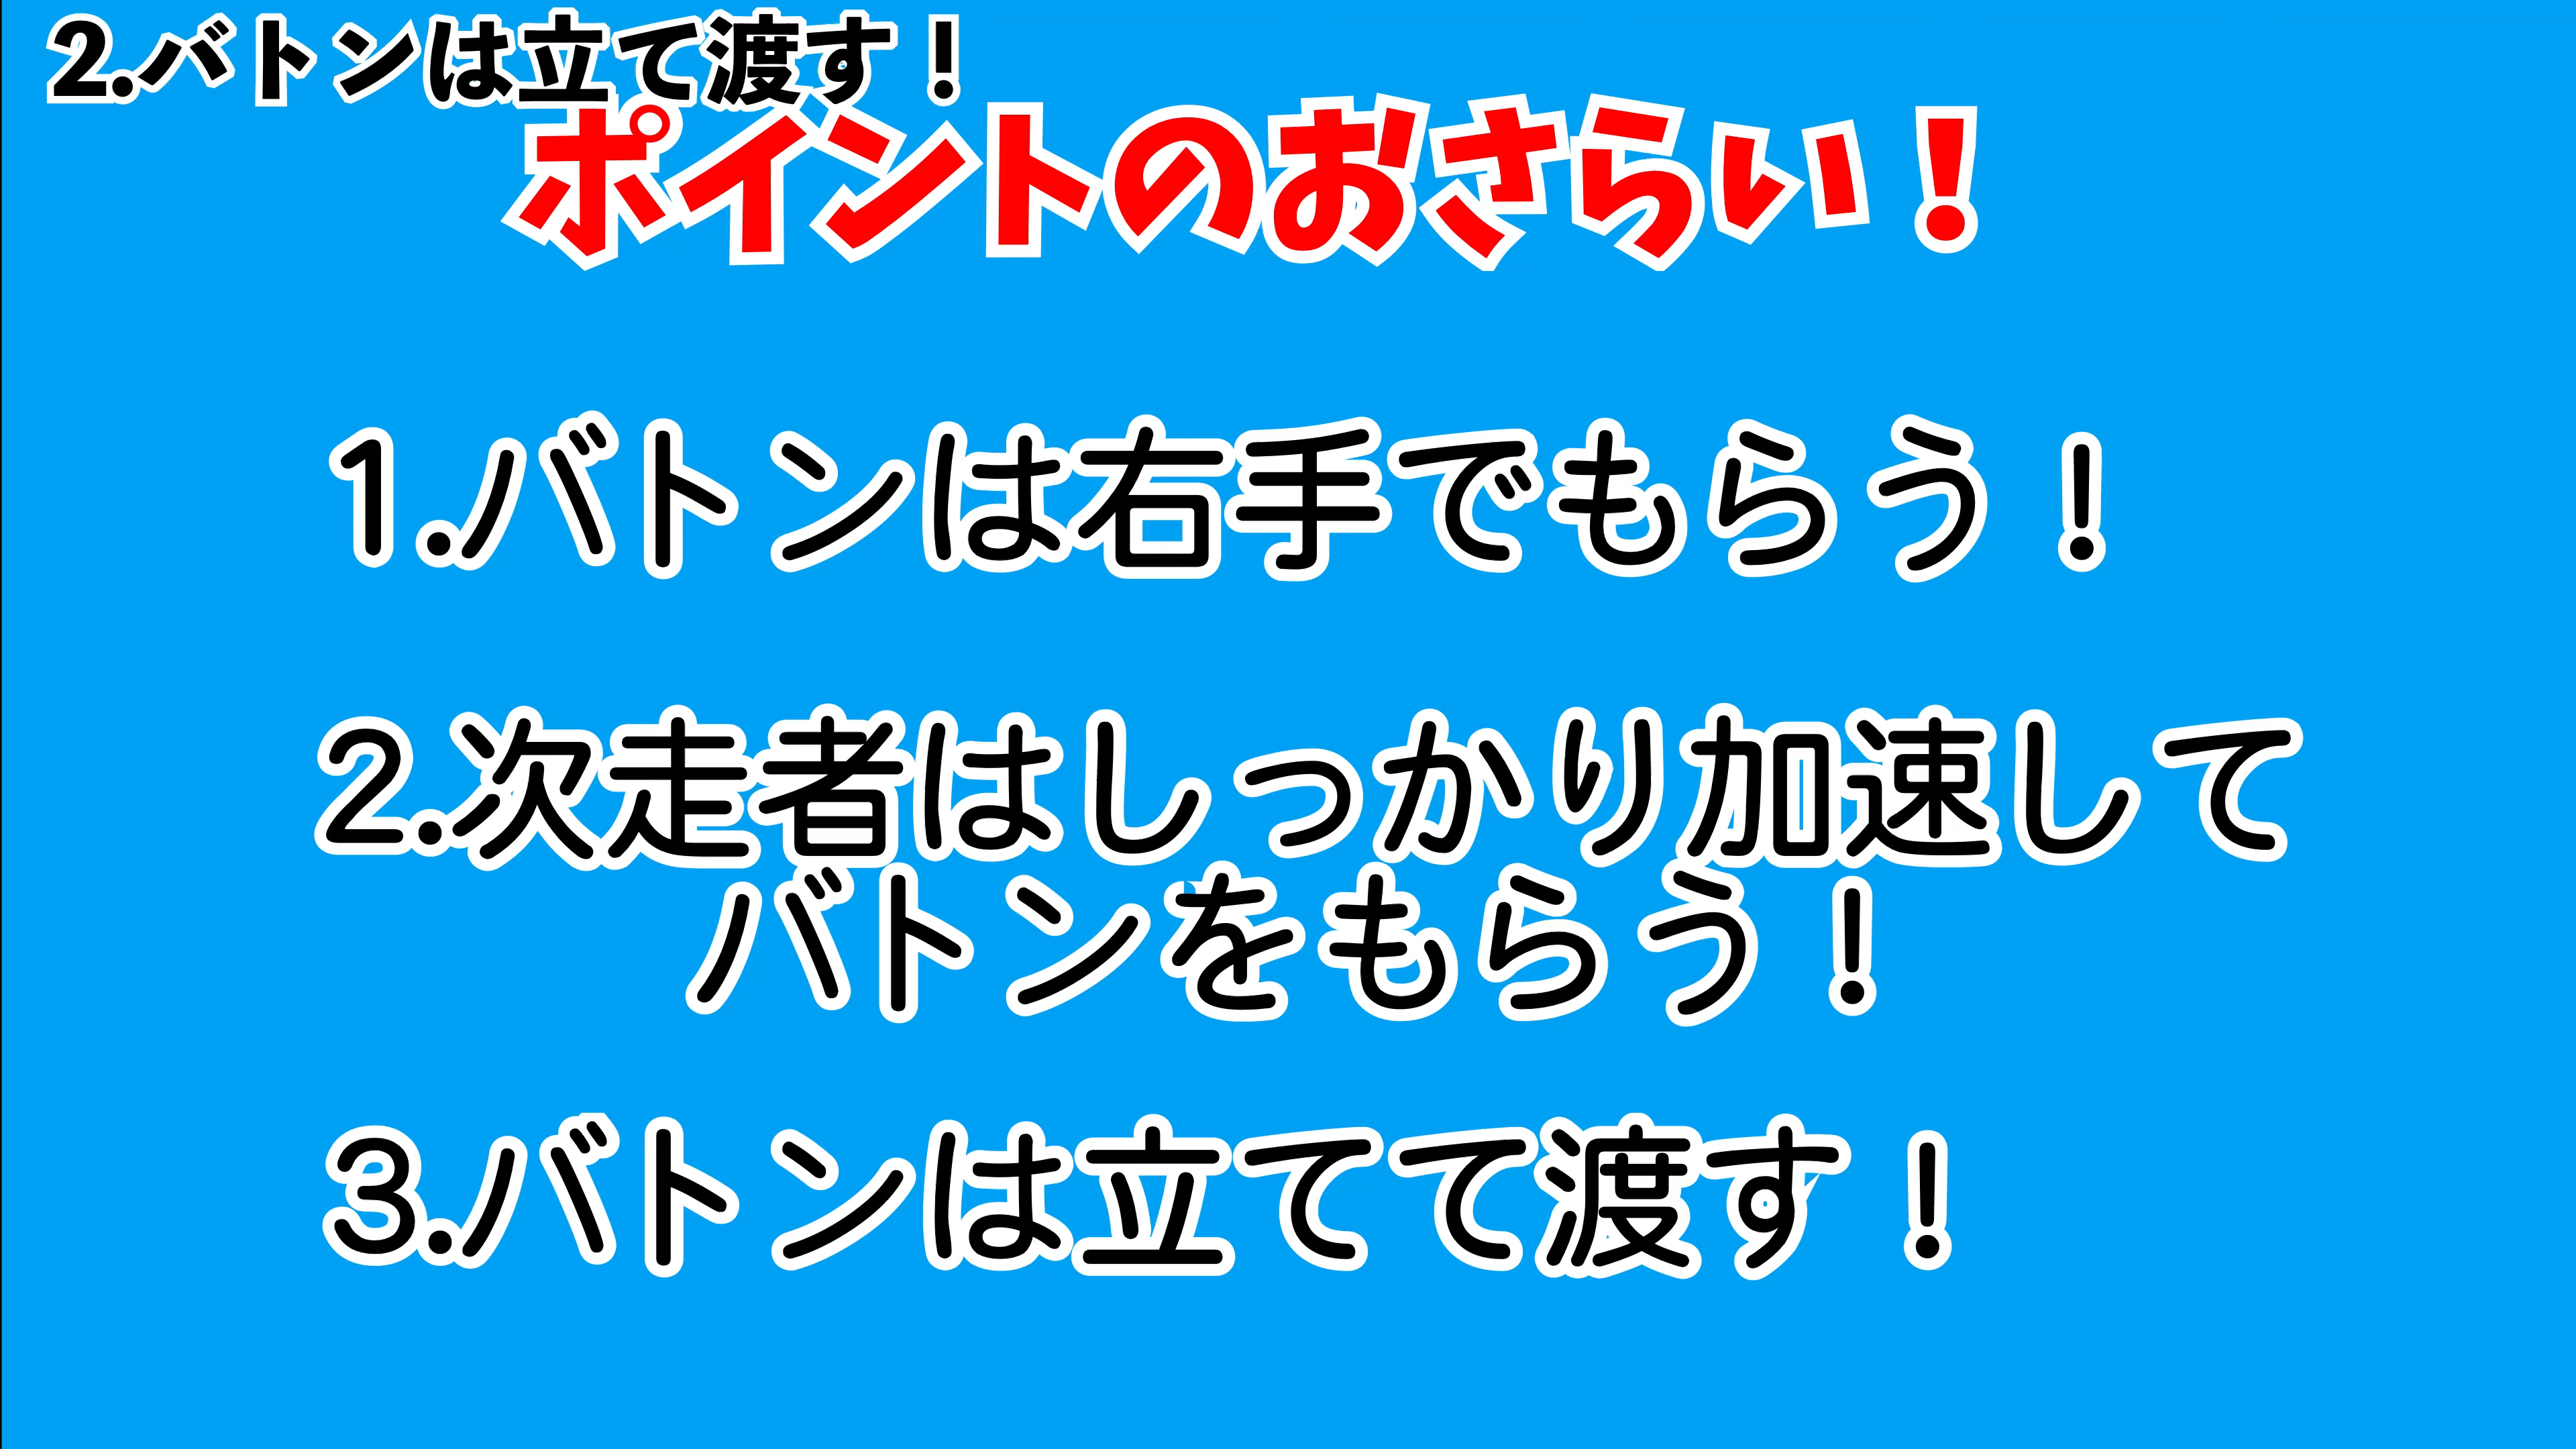 2.バトンは立て渡す！
ポイントのおさらい！
1.バトンは右手でもらう！
2.次走者はしっかり加速して
バトンをもらう！
3.バトンは立てて渡す！